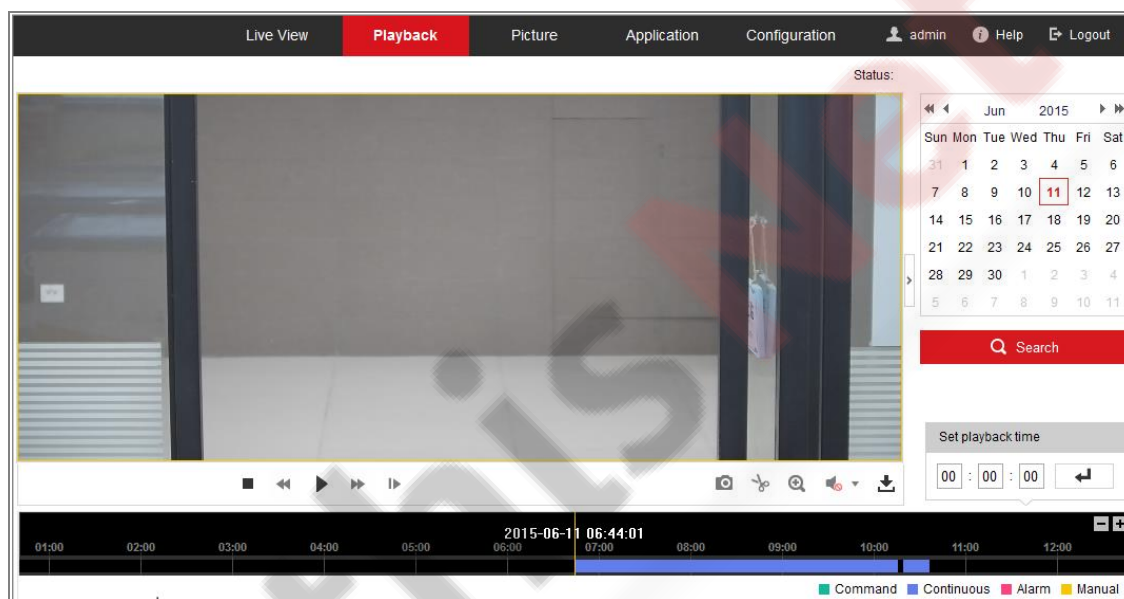 Live View Playback Picture Application Configuration admin Help Logout
Status:
Jun 2015
Sun Mon Tue Wed Thu Fri Sat
31 1 2 3 4 5 6
7 8 9 10 11 12 13
14 15 16 17 18 19 20
21 22 23 24 25 26 27
28 29 30 1 2 3 4
5 6 7 8 9 10 11
Search
Set playback time
00 : 00 : 00
2015-06-11 06:44:01
01:00 02:00 03:00 04:00 05:00 06:00 07:00 08:00 09:00 10:00 11:00 12:00
Command Continuous Alarm Manual